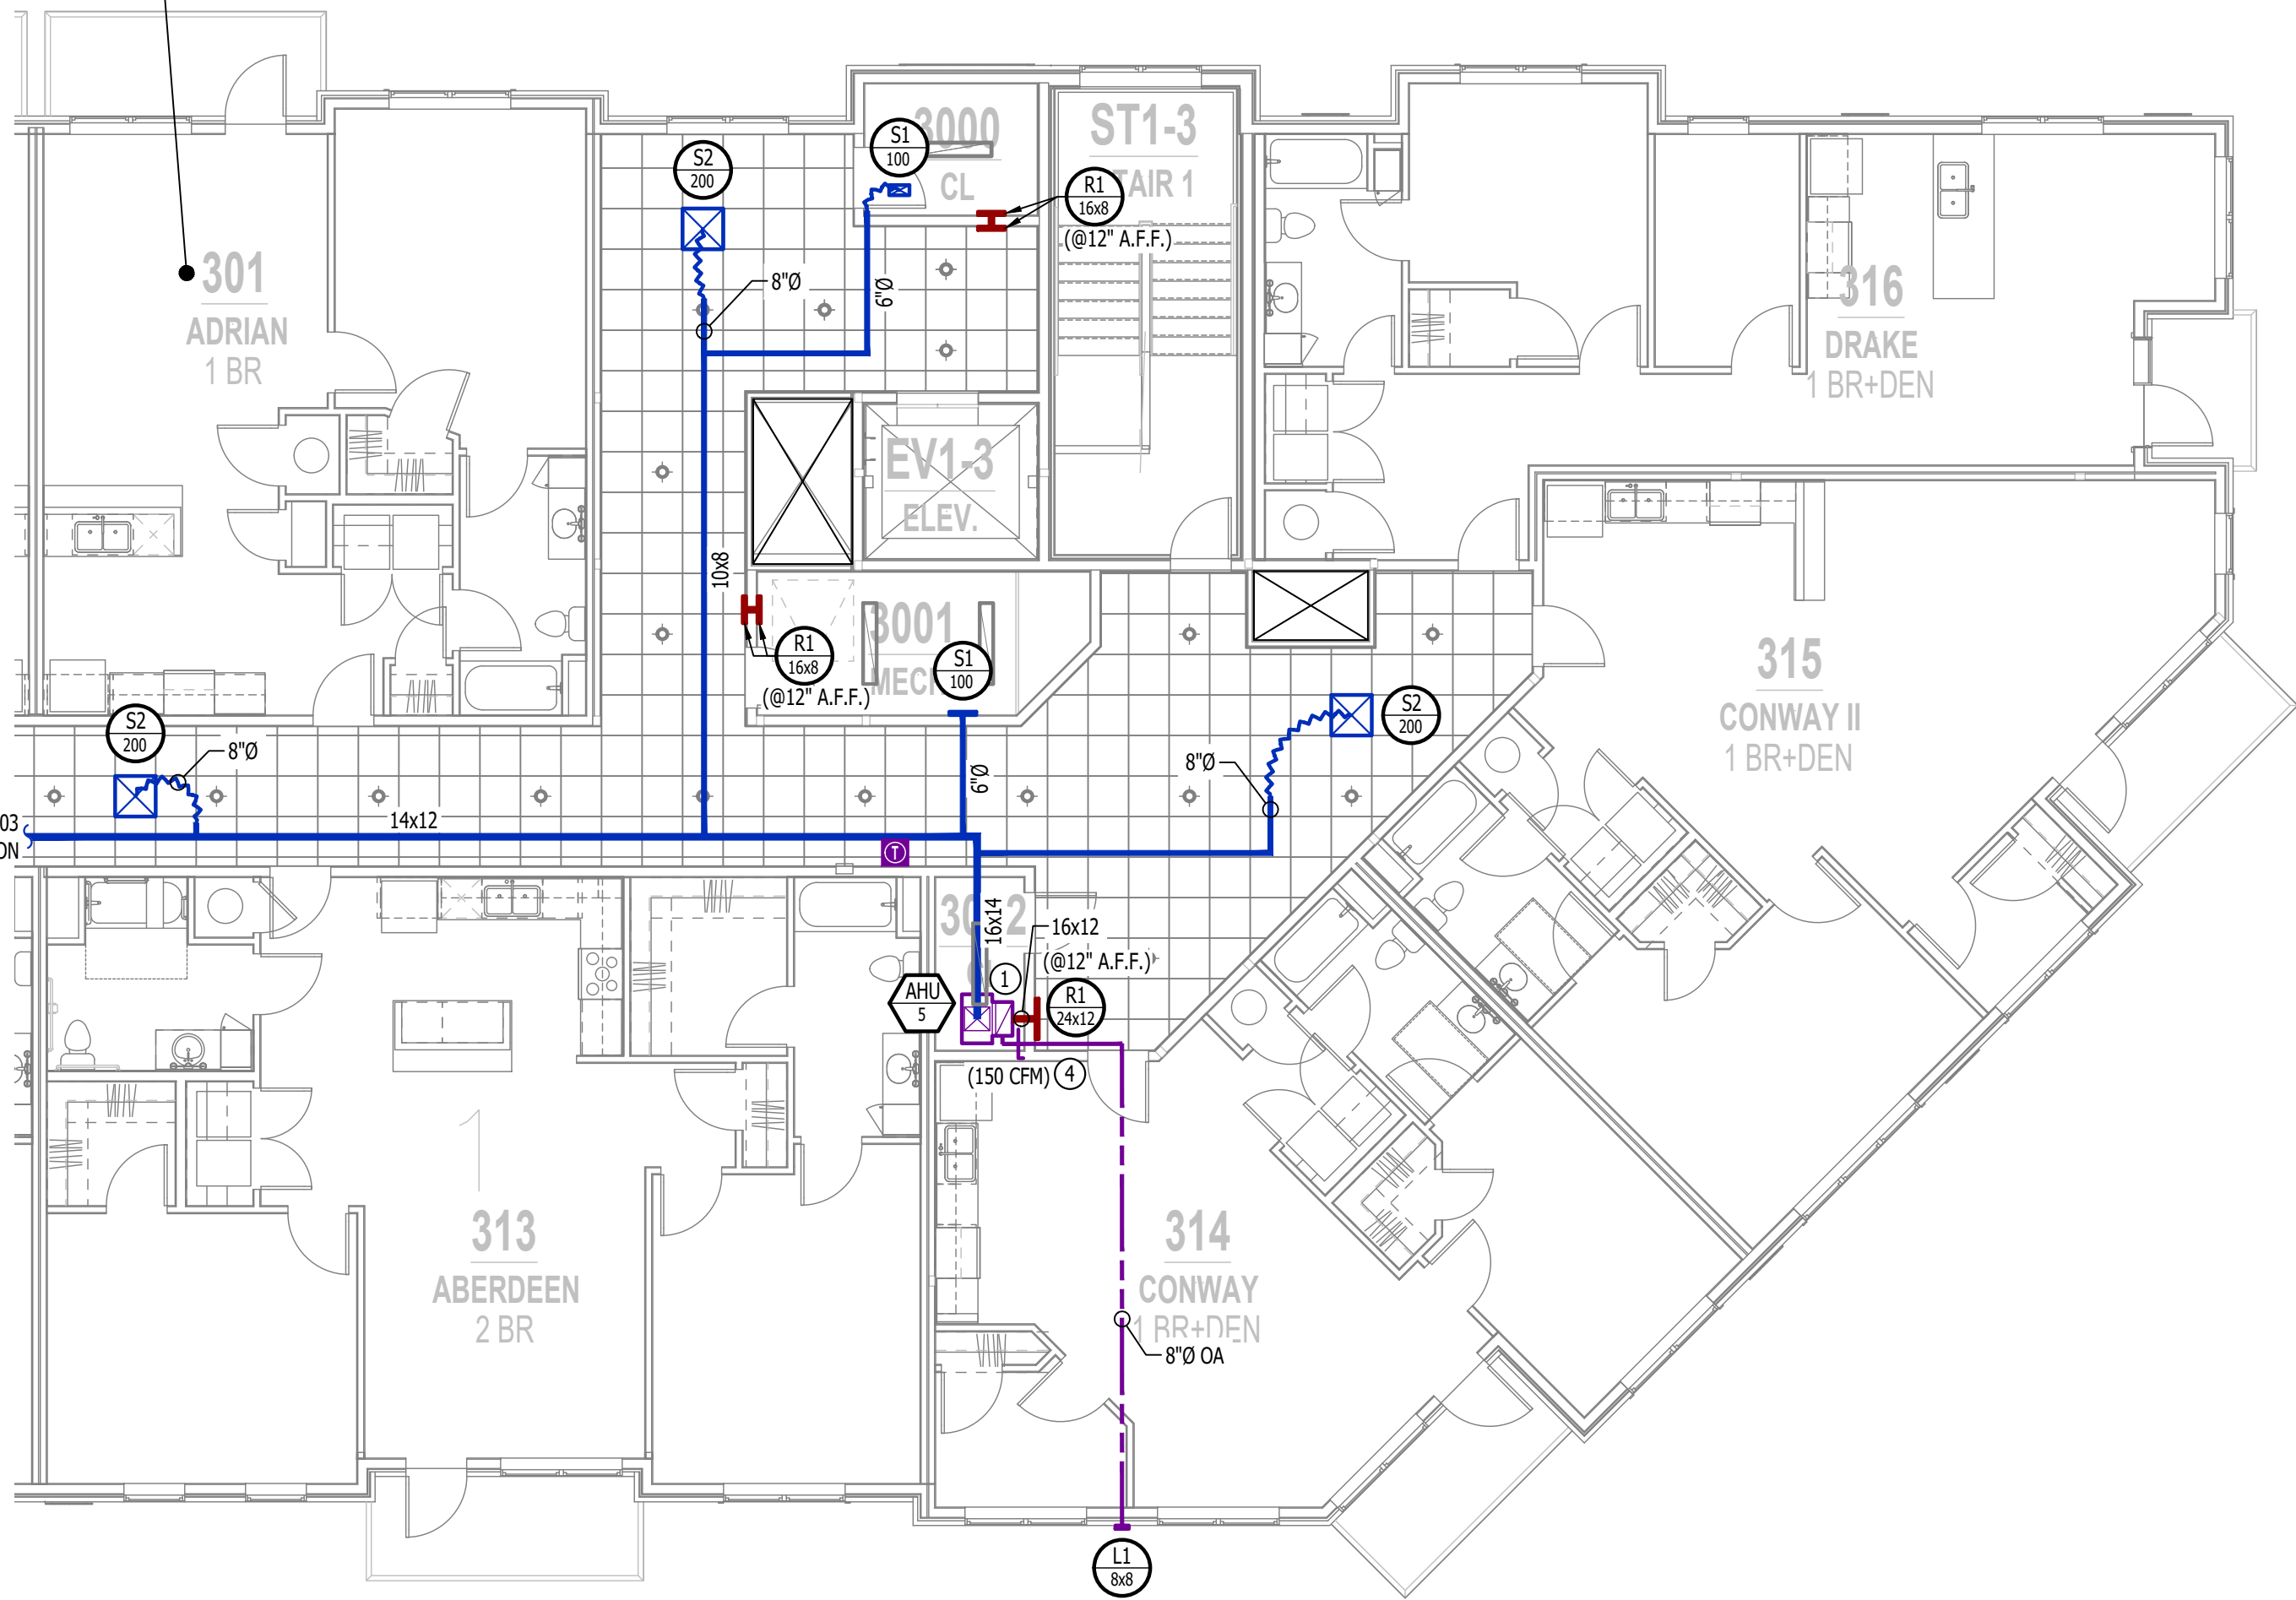 3000
CL
S1
100
S2
200
ST1-3
TAIR 1
R1
16x8
(@12" A.F.F.)
301
ADRIAN
1 BR
8"Ø
6"Ø
316
DRAKE
1 BR+DEN
EV1-3
ELEV.
10x8
3001
MECH
R1
16x8
(@12" A.F.F.)
S1
100
315
CONWAY II
1 BR+DEN
S2
200
S2
200
8"Ø
8"Ø
6"Ø
14x12
03
ON
T
16x14
16x12
(@12" A.F.F.)
1
AHU
5
R1
24x12
(150 CFM)
4
313
ABERDEEN
2 BR
314
CONWAY
1 BR+DEN
8"Ø OA
L1
8x8